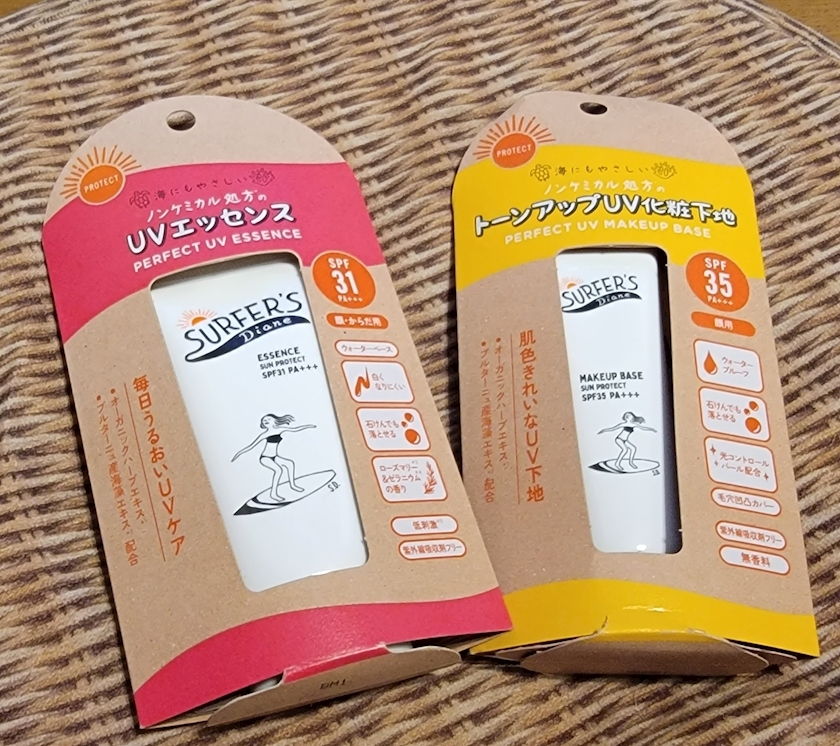 PROTECT
海にもやさしい
ノンケミカル処方の
UVエッセンス
PERFECT UV ESSENCE
SPF
31
PA+++
顔・からだ用
ウォーターベース
白く
なりにくい
石けんでも
落とせる
ローズマリー
&ゼラニウム
の香り
低刺激
紫外線吸収剤フリー
毎日うるおいUVケア
・オーガニックハーブエキス
・ブルターニュ産海藻エキス 配合
SURFER'S
Diane
ESSENCE
SUN PROTECT
SPF31 PA+++
S.D.
DM1
PROTECT
海にもやさしい
ノンケミカル処方の
トーンアップUV化粧下地
PERFECT UV MAKEUP BASE
SPF
35
PA+++
顔用
ウォーター
プルーフ
石けんでも
落とせる
光コントロール
パール配合
毛穴凹凸カバー
紫外線吸収剤フリー
無香料
肌色きれいなUV下地
・オーガニックハーブエキス
・ブルターニュ産海藻エキス 配合
SURFER'S
Diane
MAKEUP BASE
SUN PROTECT
SPF35 PA+++
S.D.